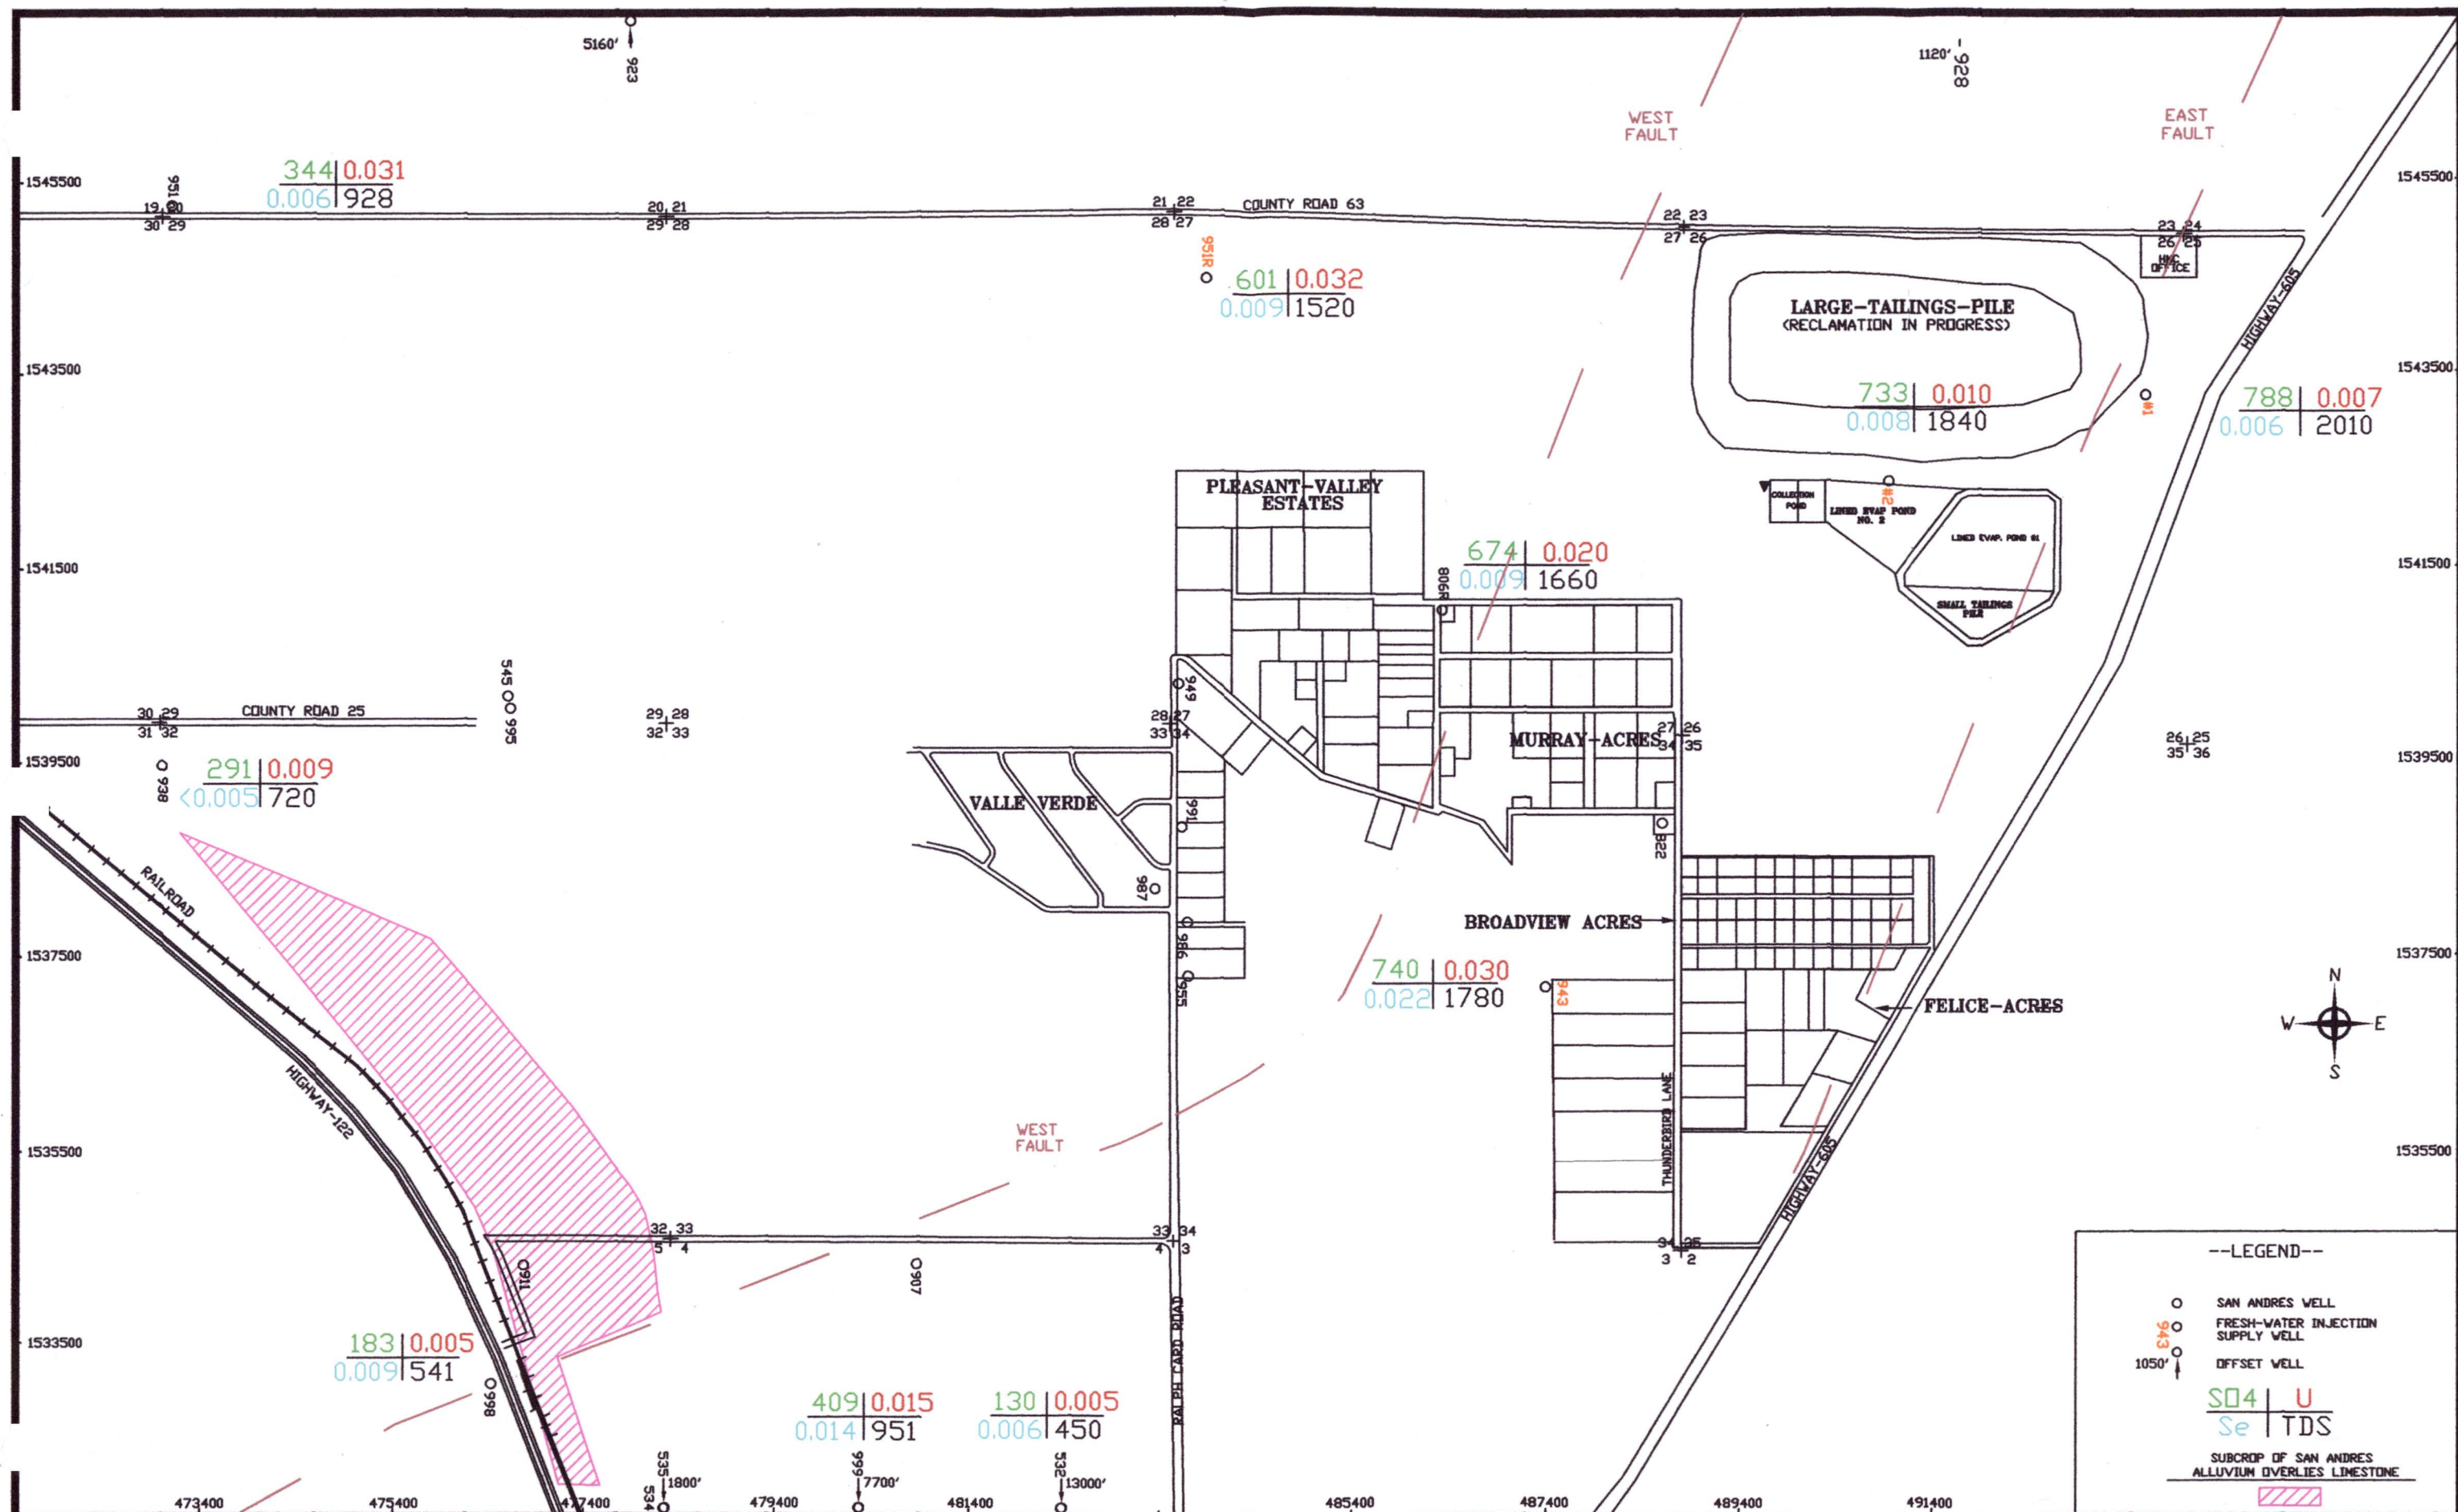 5160'
923
1120'
928
WEST
FAULT
EAST
FAULT
344 0.031
0.006 928
951
1545500
1545500
19 20
30 29
20 21
29 28
21 22
28 27
COUNTY ROAD 63
22 23
27 26
23 24
26 25
HMC
OFFICE
951R
601 0.032
0.009 1520
LARGE-TAILINGS-PILE
(RECLAMATION IN PROGRESS)
HIGHWAY-605
1543500
1543500
733 0.010
0.008 1840
#1
788 0.007
0.006 2010
PLEASANT-VALLEY
ESTATES
#2
COLLECTION
POND
LINED EVAP POND
NO. 2
LINED EVAP. POND #1
SMALL TAILINGS
PILE
1541500
1541500
674 0.020
0.009 1660
806R
545
995
949
30 29
31 32
COUNTY ROAD 25
29 28
32 33
28 27
33 34
MURRAY-ACRES
27 26
34 35
26 25
35 36
1539500
1539500
938
291 0.009
<0.005 720
VALLE VERDE
991
822
987
986
955
RAILROAD
BROADVIEW ACRES
1537500
1537500
740 0.030
0.022 1780
943
FELICE-ACRES
N
W E
S
HIGHWAY-122
WEST
FAULT
THUNDERBIRD LANE
HIGHWAY-605
1535500
1535500
32 33
5 4
33 34
4 3
34 35
3 2
911
907
RALPH CARD ROAD
1533500
183 0.005
0.009 541
998
409 0.015
0.014 951
130 0.005
0.006 450
535
1800'
534
999
7700'
532
13000'
473400
475400
477400
479400
481400
485400
487400
489400
491400
--LEGEND--
SAN ANDRES WELL
943
FRESH-WATER INJECTION
SUPPLY WELL
1050'
OFFSET WELL
SO4 U
Se TDS
SUBCROP OF SAN ANDRES
ALLUVIUM OVERLIES LIMESTONE